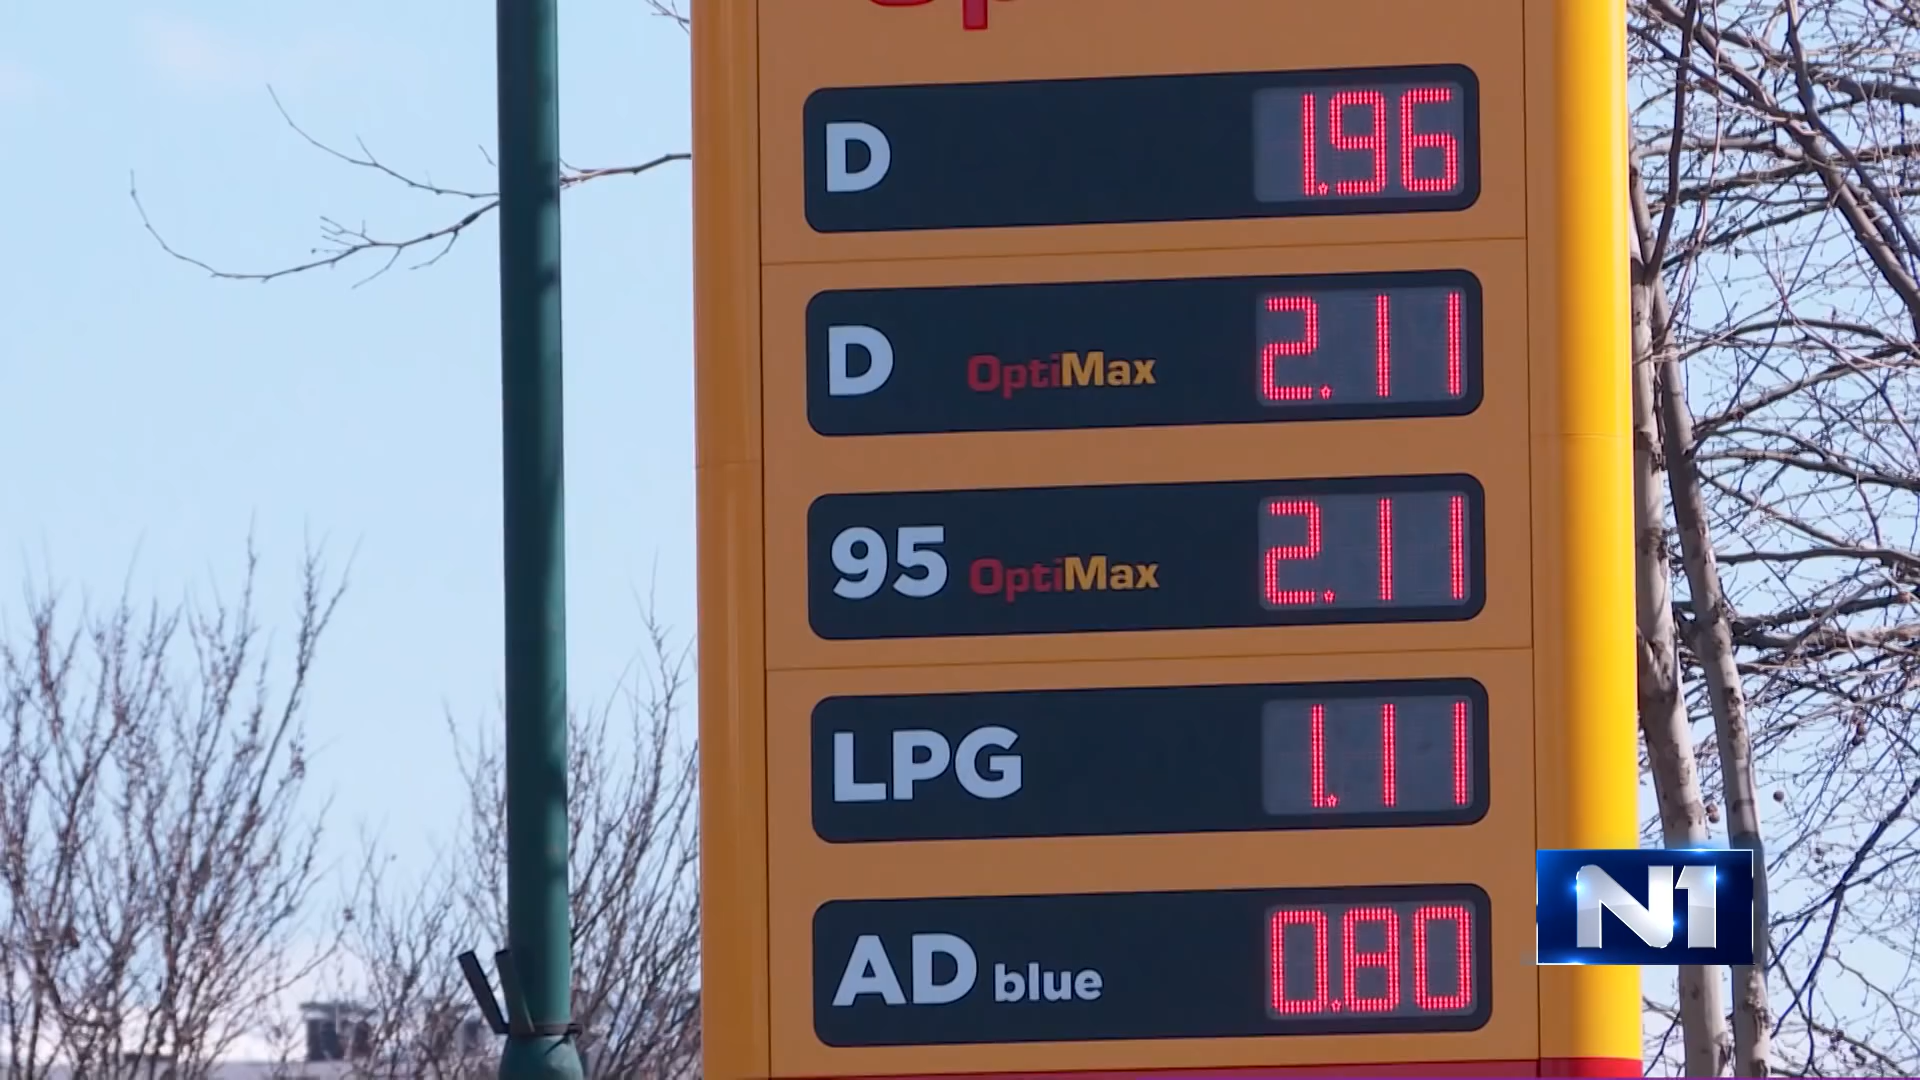 D 1.96
D OptiMax 2.11
95 OptiMax 2.11
LPG 1.11
AD blue 0.80
N1